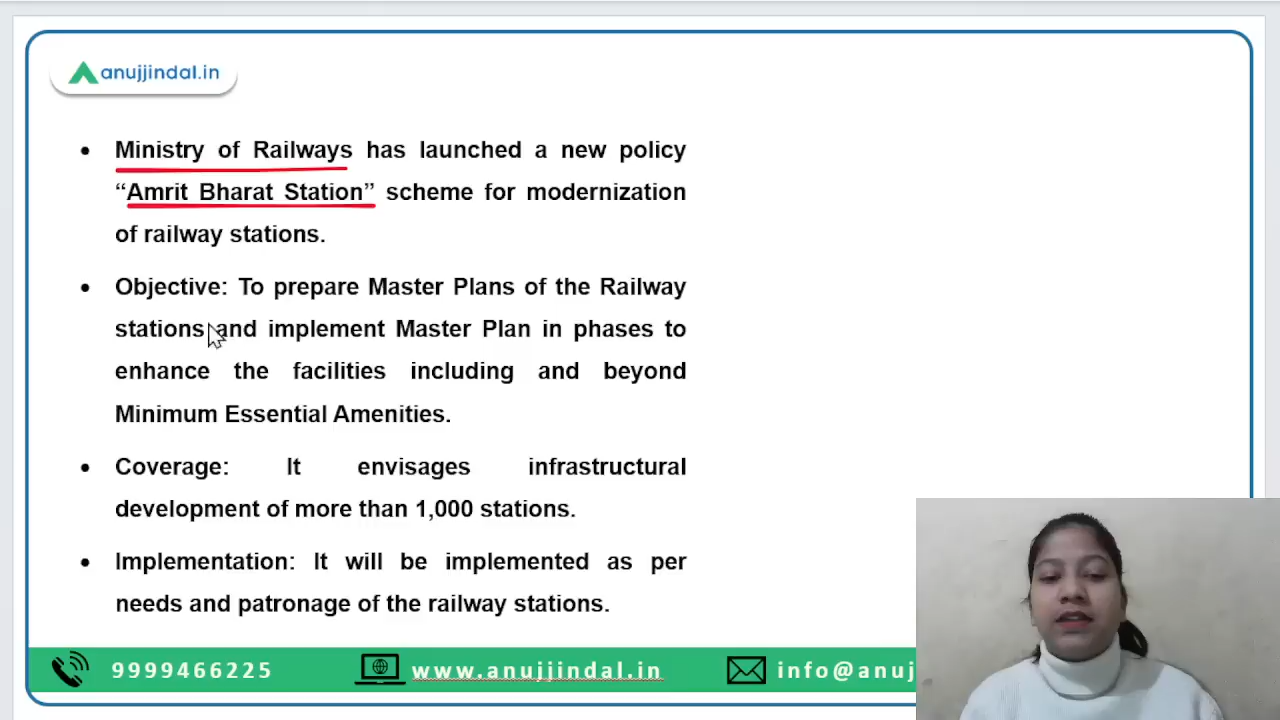 anujjindal.in
• Ministry of Railways has launched a new policy
“Amrit Bharat Station” scheme for modernization
of railway stations.
• Objective: To prepare Master Plans of the Railway
stations and implement Master Plan in phases to
enhance the facilities including and beyond
Minimum Essential Amenities.
• Coverage: It envisages infrastructural
development of more than 1,000 stations.
• Implementation: It will be implemented as per
needs and patronage of the railway stations.
9999466225 www.anujjindal.in info@anuj